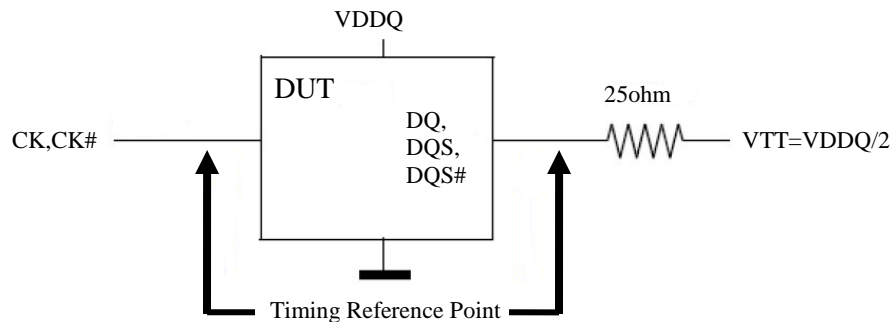 VDDQ
DUT
25ohm
CK,CK#
DQ,
DQS,
DQS#
VTT=VDDQ/2
Timing Reference Point